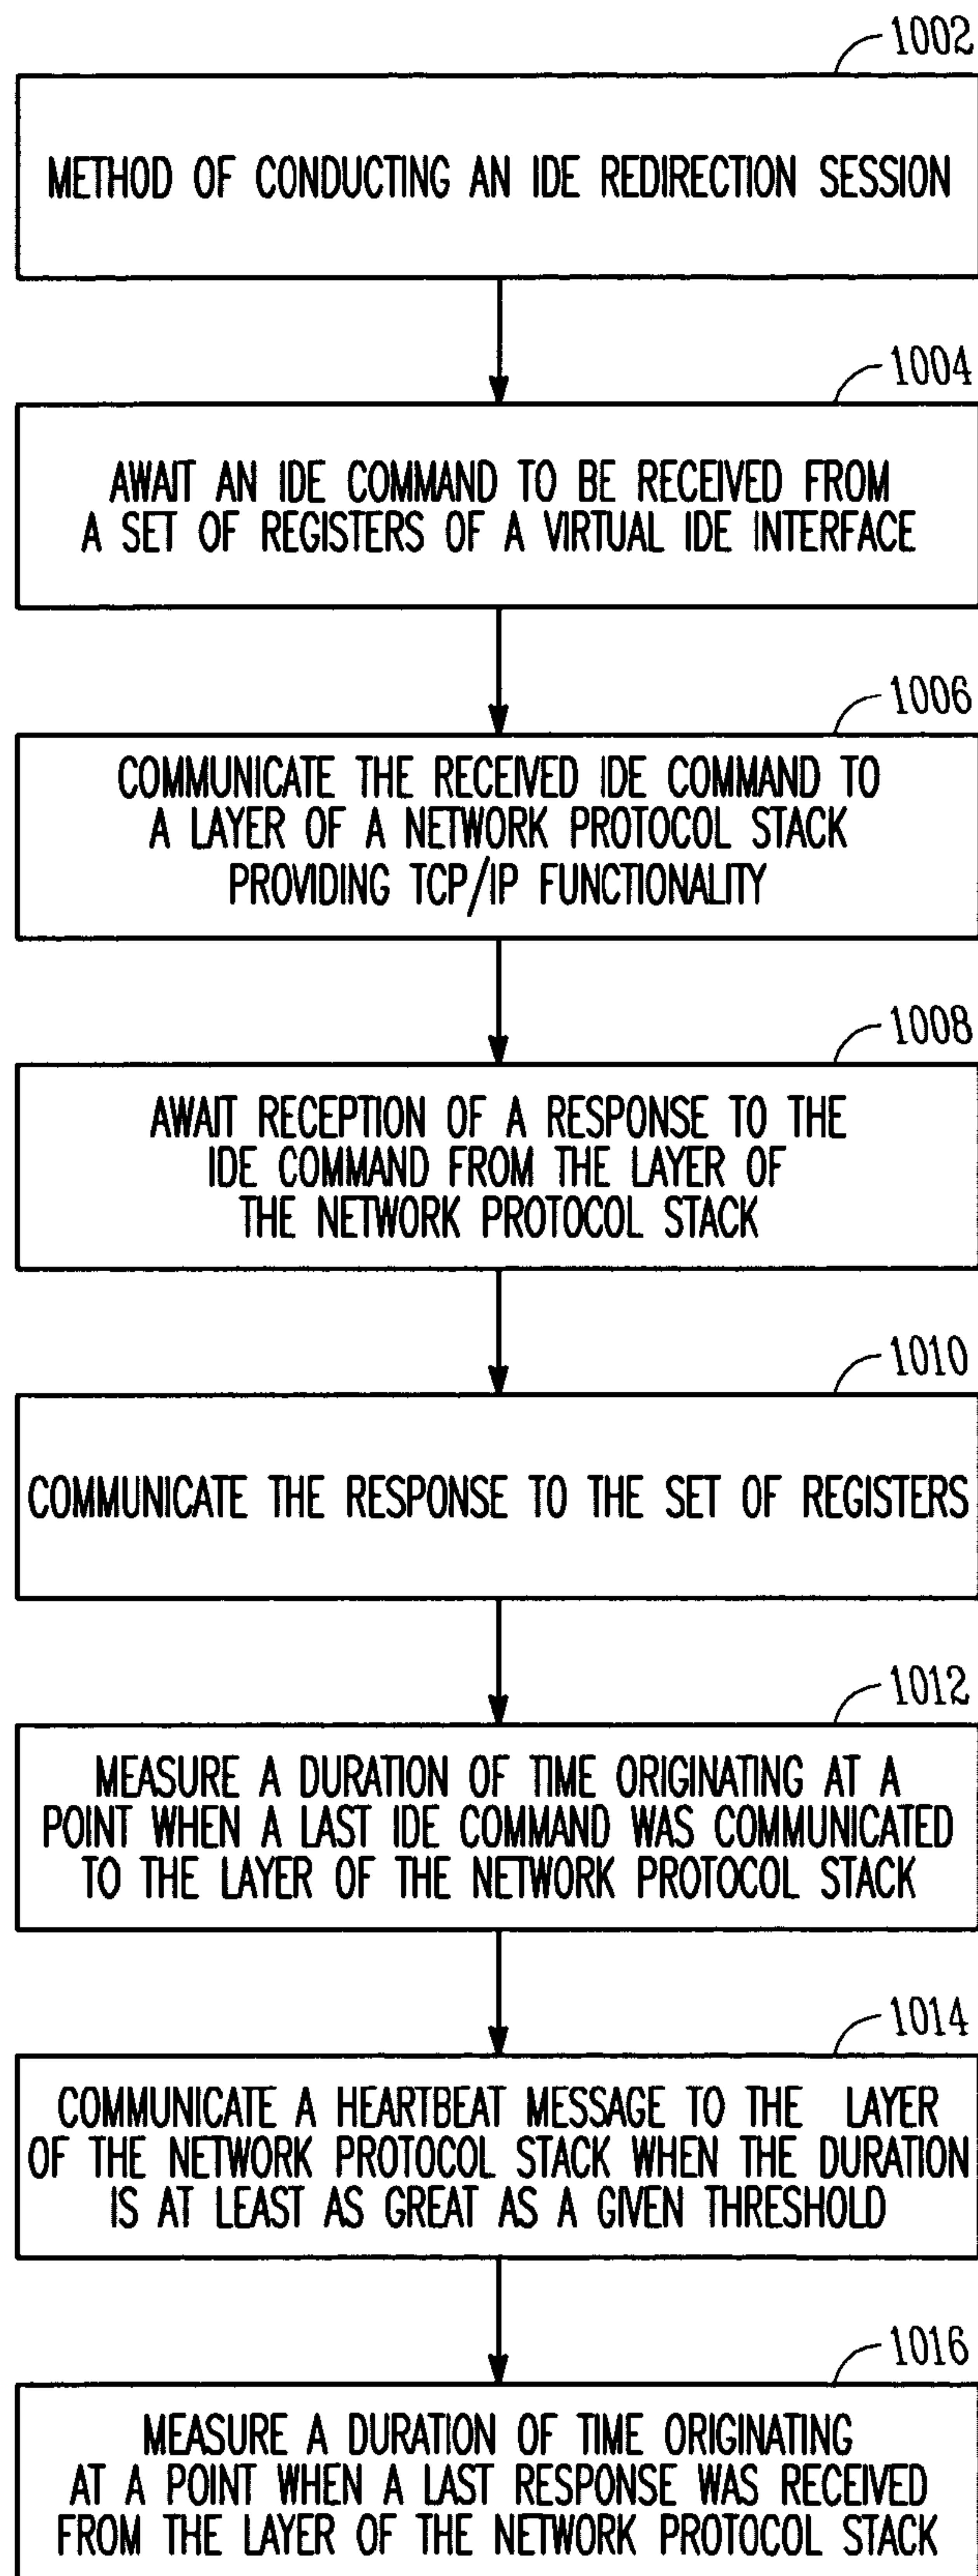 1002
METHOD OF CONDUCTING AN IDE REDIRECTION SESSION
1004
AWAIT AN IDE COMMAND TO BE RECEIVED FROM
A SET OF REGISTERS OF A VIRTUAL IDE INTERFACE
1006
COMMUNICATE THE RECEIVED IDE COMMAND TO
A LAYER OF A NETWORK PROTOCOL STACK
PROVIDING TCP/IP FUNCTIONALITY
1008
AWAIT RECEPTION OF A RESPONSE TO THE
IDE COMMAND FROM THE LAYER OF
THE NETWORK PROTOCOL STACK
1010
COMMUNICATE THE RESPONSE TO THE SET OF REGISTERS
1012
MEASURE A DURATION OF TIME ORIGINATING AT A
POINT WHEN A LAST IDE COMMAND WAS COMMUNICATED
TO THE LAYER OF THE NETWORK PROTOCOL STACK
1014
COMMUNICATE A HEARTBEAT MESSAGE TO THE LAYER
OF THE NETWORK PROTOCOL STACK WHEN THE DURATION
IS AT LEAST AS GREAT AS A GIVEN THRESHOLD
1016
MEASURE A DURATION OF TIME ORIGINATING
AT A POINT WHEN A LAST RESPONSE WAS RECEIVED
FROM THE LAYER OF THE NETWORK PROTOCOL STACK